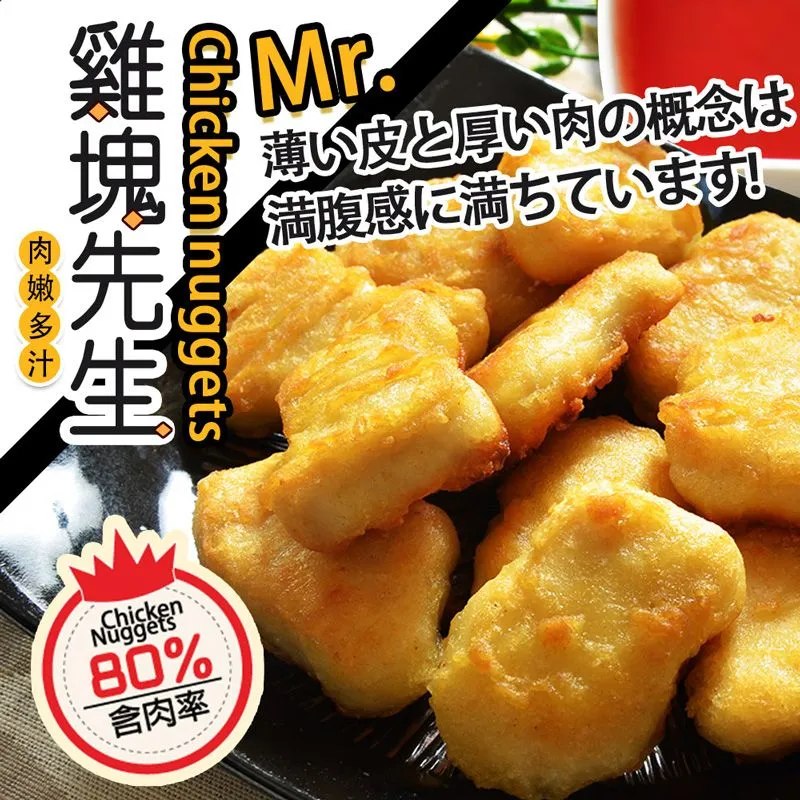 雞塊先生
肉嫩多汁
Mr.
Chicken nuggets
薄い皮と厚い肉の概念は
満腹感に満ちています!
Chicken
Nuggets
80%
含肉率